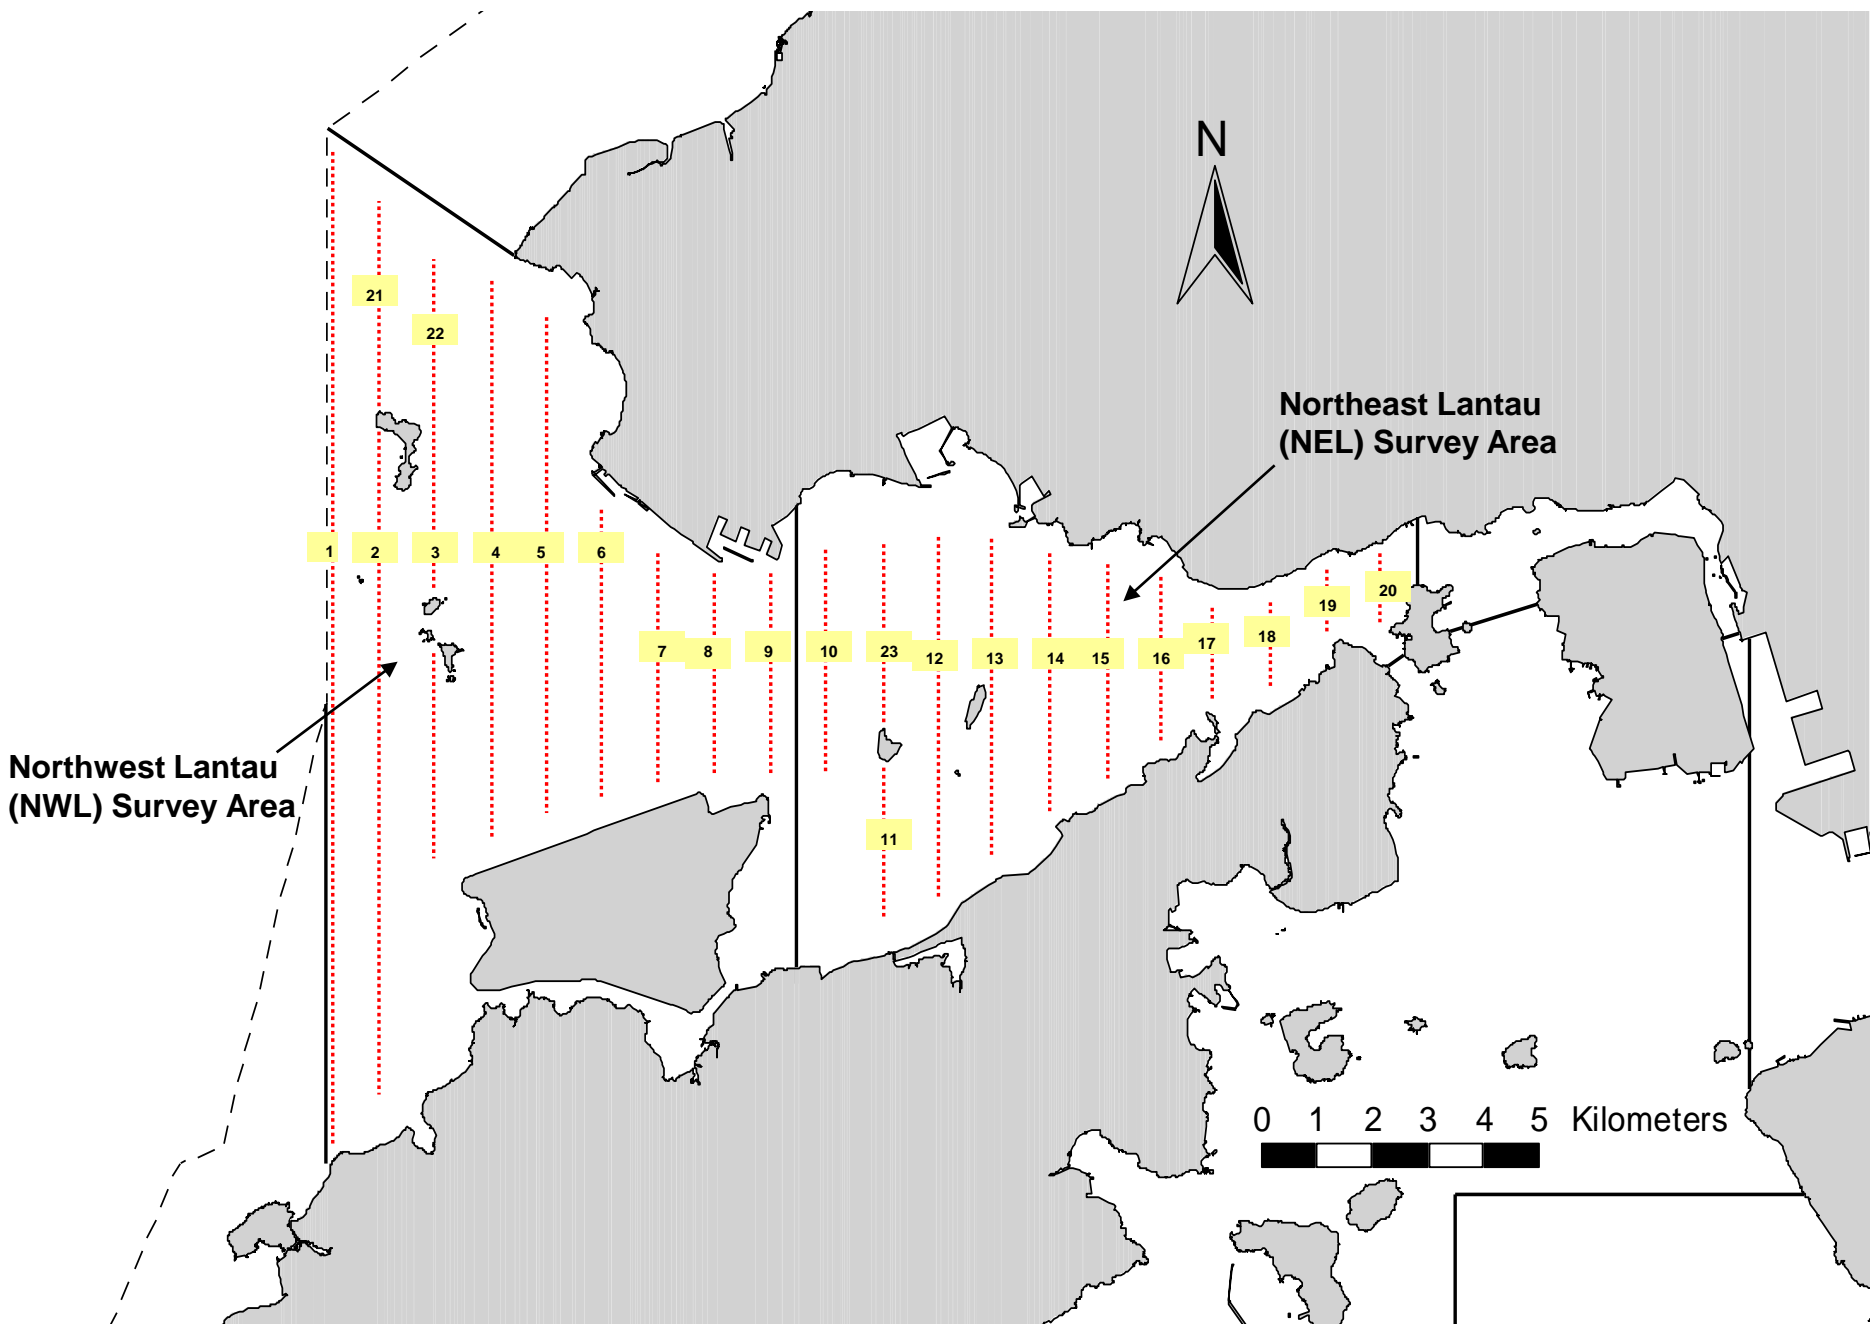 N
21
22
Northeast Lantau
(NEL) Survey Area
1 2 3 4 5 6
7 8 9 10 23 12 13 14 15 16 17 18 19 20
11
Northwest Lantau
(NWL) Survey Area
0 1 2 3 4 5 Kilometers